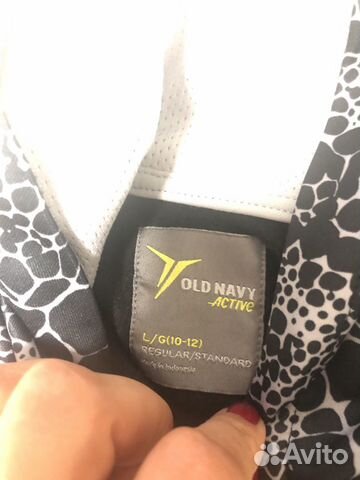 OLD NAVY
ACTIVE
L/G(10-12)
REGULAR/STANDARD
Made in Indonesia
Avito